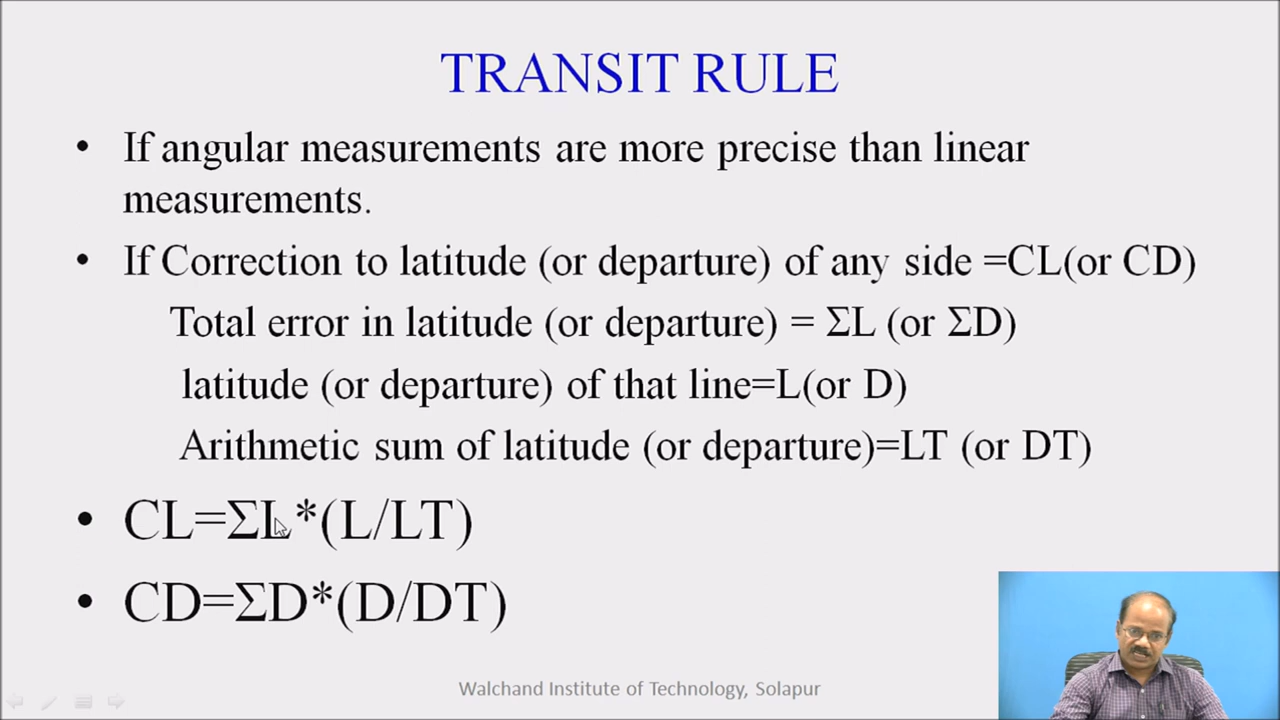 TRANSIT RULE
• If angular measurements are more precise than linear
measurements.
• If Correction to latitude (or departure) of any side =CL(or CD)
Total error in latitude (or departure) = ΣL (or ΣD)
latitude (or departure) of that line=L(or D)
Arithmetic sum of latitude (or departure)=LT (or DT)
• CL=ΣL*(L/LT)
• CD=ΣD*(D/DT)
Walchand Institute of Technology, Solapur